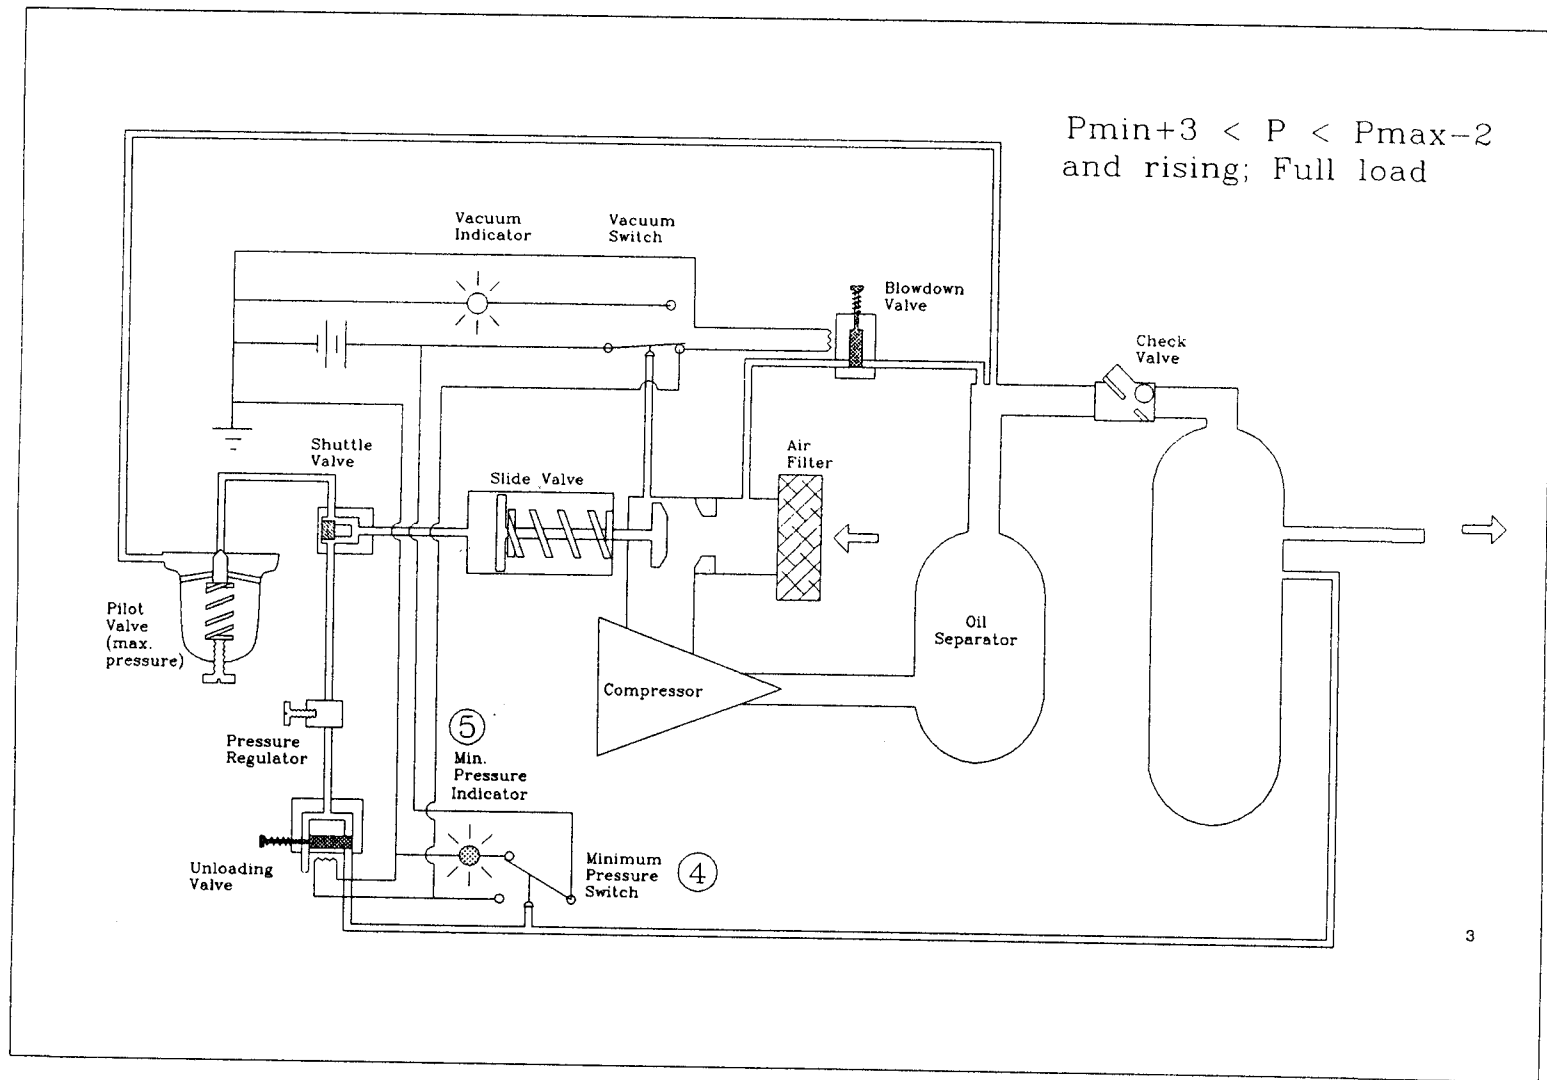 Pmin+3 < P < Pmax-2
and rising; Full load
Vacuum
Indicator
Vacuum
Switch
Blowdown
Valve
Check
Valve
Shuttle
Valve
Slide Valve
Air
Filter
Pilot
Valve
(max.
pressure)
Oil
Separator
Compressor
Pressure
Regulator
5
Min.
Pressure
Indicator
Unloading
Valve
Minimum
Pressure
Switch
4
3